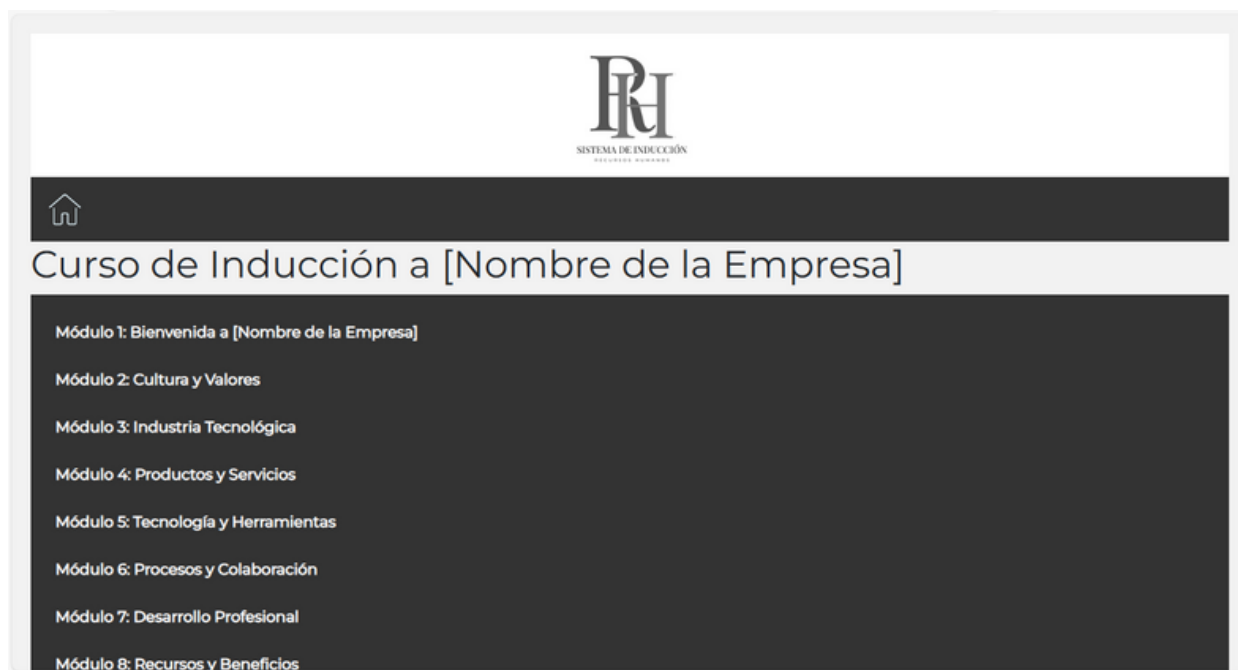 RH
SISTEMA DE INDUCCIÓN
RECURSOS HUMANOS
Curso de Inducción a [Nombre de la Empresa]
Módulo 1: Bienvenida a [Nombre de la Empresa]
Módulo 2: Cultura y Valores
Módulo 3: Industria Tecnológica
Módulo 4: Productos y Servicios
Módulo 5: Tecnología y Herramientas
Módulo 6: Procesos y Colaboración
Módulo 7: Desarrollo Profesional
Módulo 8: Recursos y Beneficios